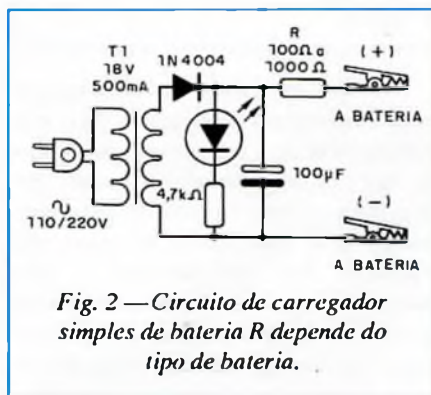 T1
18V
500mA
1N4004
R
100Ω a
1000Ω
(+)
A BATERIA
4,7kΩ
100µF
(−)
110/220V
A BATERIA
Fig. 2 — Circuito de carregador
simples de bateria R depende do
tipo de bateria.